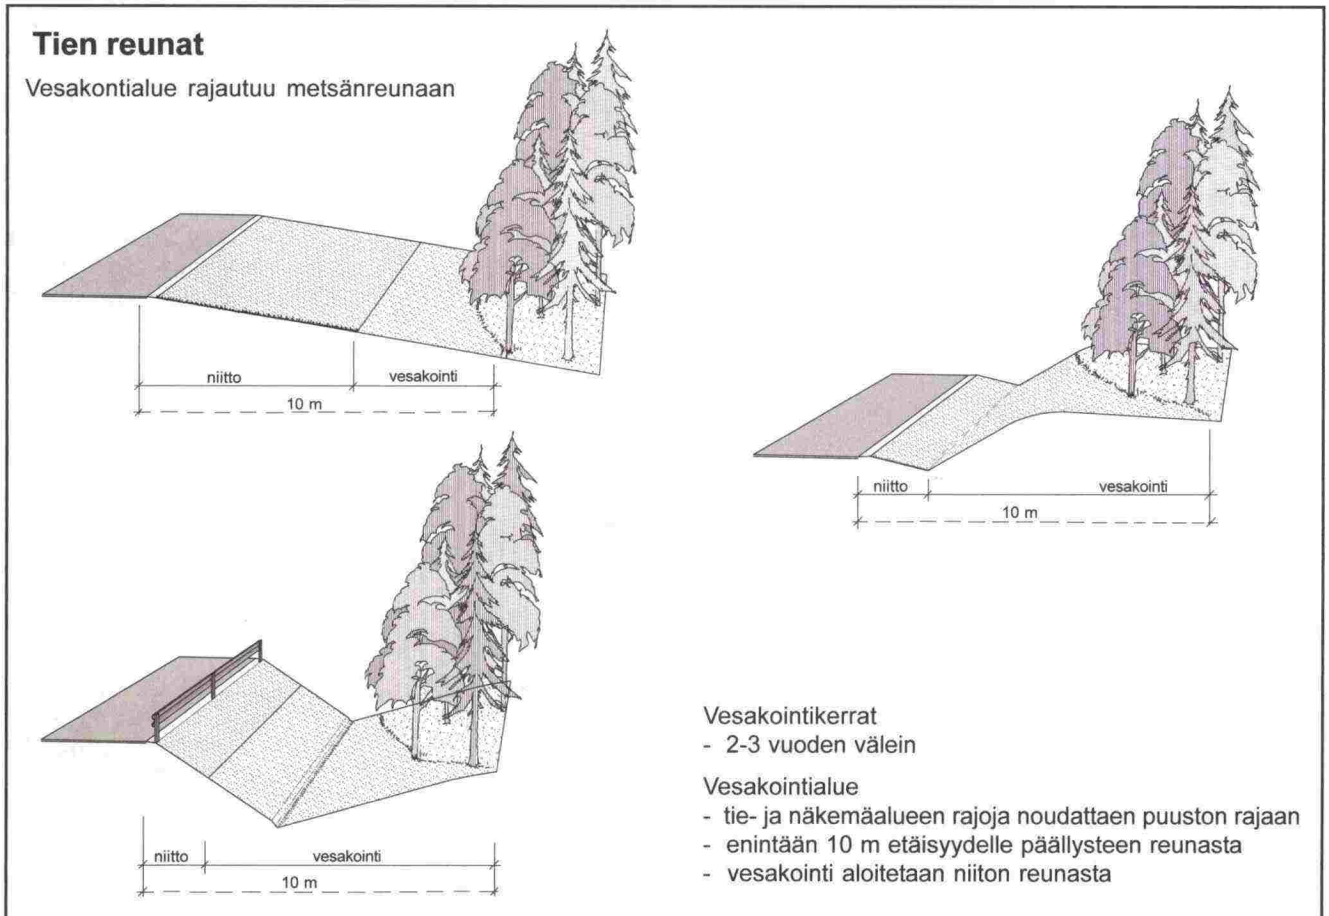 Tien reunat
Vesakontialue rajautuu metsänreunaan
niitto vesakointi
10 m
niitto vesakointi
10 m
niitto vesakointi
10 m
Vesakointikerrat
- 2-3 vuoden välein
Vesakointialue
- tie- ja näkemäalueen rajoja noudattaen puuston rajaan
- enintään 10 m etäisyydelle päällysteen reunasta
- vesakointi aloitetaan niiton reunasta